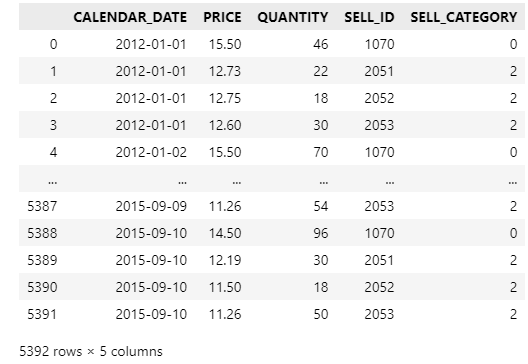 CALENDAR_DATE PRICE QUANTITY SELL_ID SELL_CATEGORY
0 2012-01-01 15.50 46 1070 0
1 2012-01-01 12.73 22 2051 2
2 2012-01-01 12.75 18 2052 2
3 2012-01-01 12.60 30 2053 2
4 2012-01-02 15.50 70 1070 0
... ... ... ... ... ...
5387 2015-09-09 11.26 54 2053 2
5388 2015-09-10 14.50 96 1070 0
5389 2015-09-10 12.19 30 2051 2
5390 2015-09-10 11.50 18 2052 2
5391 2015-09-10 11.26 50 2053 2
5392 rows × 5 columns